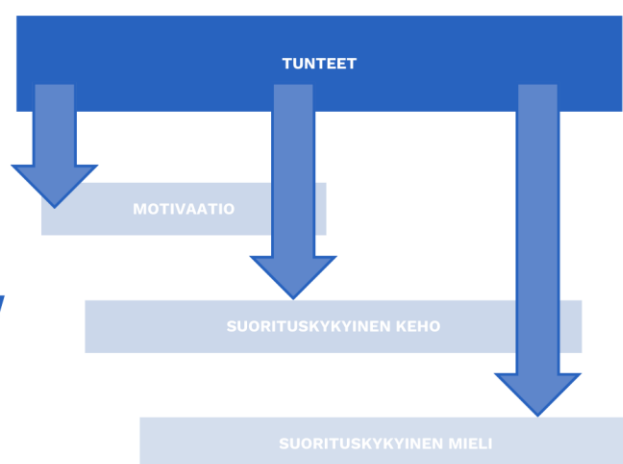 TUNTEET
MOTIVAATIO
SUORITUSKYKYINEN KEHO
SUORITUSKYKYINEN MIELI